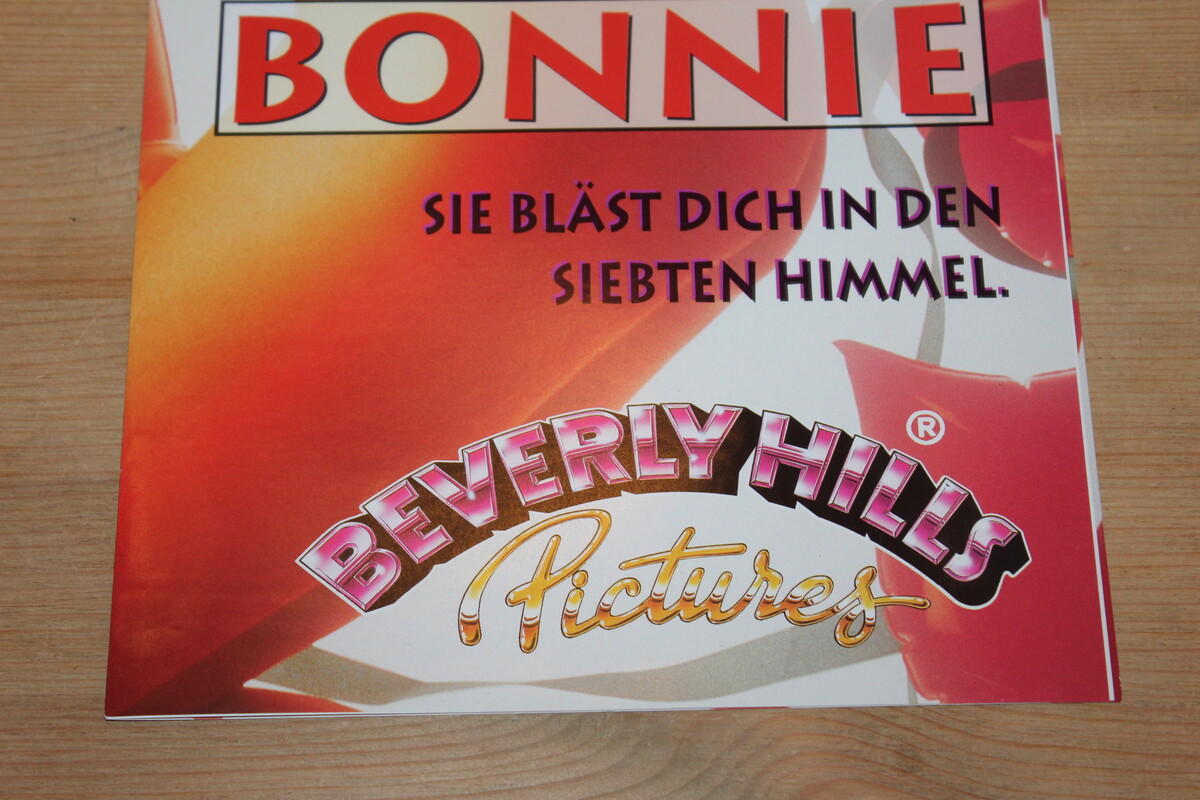 BONNIE
SIE BLÄST DICH IN DEN
SIEBTEN HIMMEL.
BEVERLY HILLS ®
Pictures